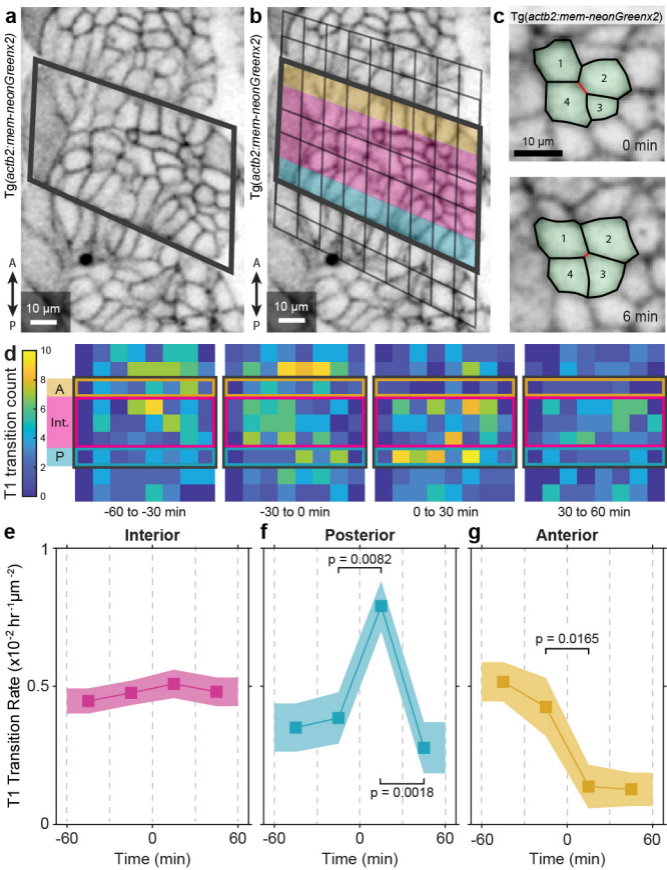 a
b
c
Tg(actb2:mem-neonGreenx2)
Tg(actb2:mem-neonGreenx2)
Tg(actb2:mem-neonGreenx2)
1
2
4
3
10 µm
0 min
A
P
10 µm
A
P
10 µm
1
2
4
3
6 min
d
T1 transition count
10
8
6
4
2
0
A
Int.
P
-60 to -30 min
-30 to 0 min
0 to 30 min
30 to 60 min
e
Interior
f
Posterior
g
Anterior
T1 Transition Rate (x10⁻² hr⁻¹µm⁻²)
1
0.5
0
p = 0.0082
p = 0.0018
p = 0.0165
-60
0
60
-60
0
60
-60
0
60
Time (min)
Time (min)
Time (min)